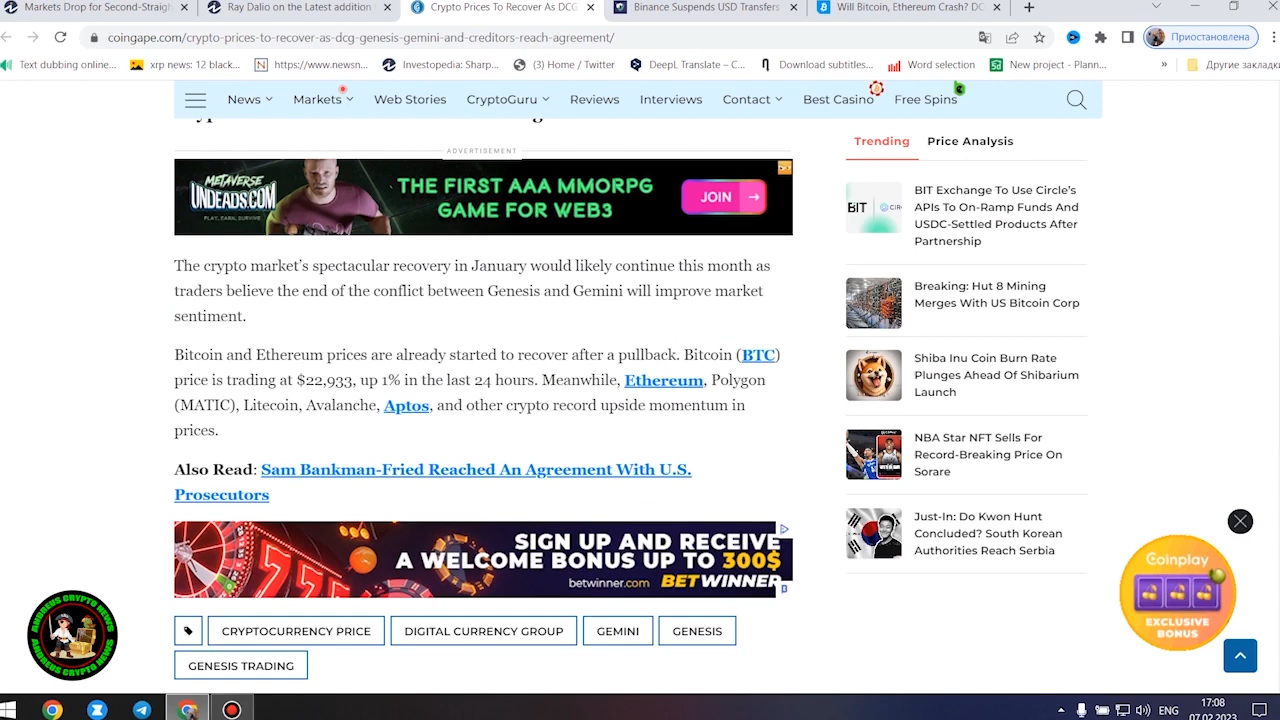 Markets Drop for Second-Straigh
Ray Dalio on the Latest addition
Crypto Prices To Recover As DCG,
Binance Suspends USD Transfers
Will Bitcoin, Ethereum Crash? DC
coingape.com/crypto-prices-to-recover-as-dcg-genesis-gemini-and-creditors-reach-agreement/
Приостановлена
Text dubbing online...
xrp news: 12 black...
https://www.newsn...
Investopedia: Sharp...
(3) Home / Twitter
DeepL Translate – C...
Download subtitles...
Word selection
New project - Plann...
»
Другие закладки
News
Markets
Web Stories
CryptoGuru
Reviews
Interviews
Contact
Best Casino
Free Spins
ADVERTISEMENT
METAVERSE
UNDEADS.COM
PLAY, EARN, SURVIVE
THE FIRST AAA MMORPG
GAME FOR WEB3
JOIN →
The crypto market’s spectacular recovery in January would likely continue this month as
traders believe the end of the conflict between Genesis and Gemini will improve market
sentiment.
Bitcoin and Ethereum prices are already started to recover after a pullback. Bitcoin (BTC)
price is trading at $22,933, up 1% in the last 24 hours. Meanwhile, Ethereum, Polygon
(MATIC), Litecoin, Avalanche, Aptos, and other crypto record upside momentum in
prices.
Also Read: Sam Bankman-Fried Reached An Agreement With U.S.
Prosecutors
SIGN UP AND RECEIVE
A WELCOME BONUS UP TO 300$
betwinner.com BETWINNER
CRYPTOCURRENCY PRICE
DIGITAL CURRENCY GROUP
GEMINI
GENESIS
GENESIS TRADING
Trending
Price Analysis
BIT
CIR
BIT Exchange To Use Circle’s
APIs To On-Ramp Funds And
USDC-Settled Products After
Partnership
Breaking: Hut 8 Mining
Merges With US Bitcoin Corp
Shiba Inu Coin Burn Rate
Plunges Ahead Of Shibarium
Launch
NBA Star NFT Sells For
Record-Breaking Price On
Sorare
Just-In: Do Kwon Hunt
Concluded? South Korean
Authorities Reach Serbia
Coinplay
EXCLUSIVE
BONUS
ANDREUS CRYPTO NEWS
ANDREUS CRYPTO NEWS
ENG
17:08
07.02.2023